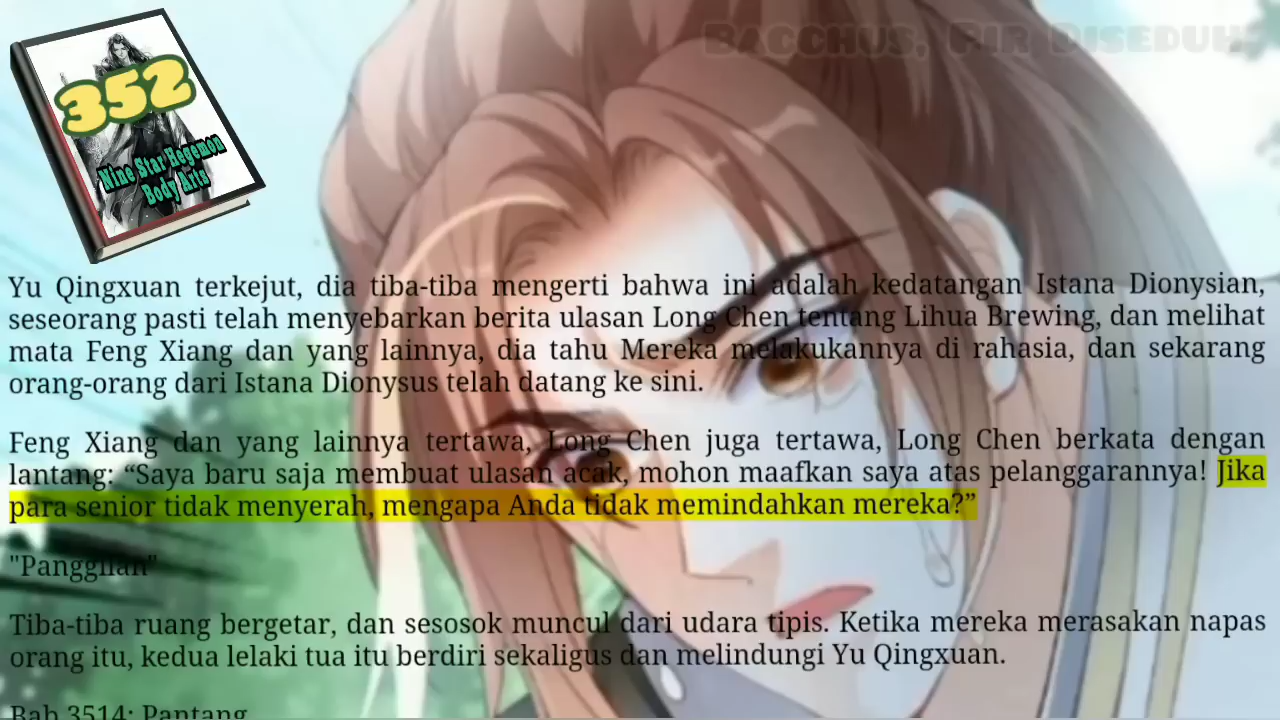 Bacchus, Pir Diseduh,
352
Nine Star Hegemon
Body Arts
Yu Qingxuan terkejut, dia tiba-tiba mengerti bahwa ini adalah kedatangan Istana Dionysian,
seseorang pasti telah menyebarkan berita ulasan Long Chen tentang Lihua Brewing, dan melihat
mata Feng Xiang dan yang lainnya, dia tahu Mereka melakukannya di rahasia, dan sekarang
orang-orang dari Istana Dionysus telah datang ke sini.
Feng Xiang dan yang lainnya tertawa, Long Chen juga tertawa, Long Chen berkata dengan
lantang: “Saya baru saja membuat ulasan acak, mohon maafkan saya atas pelanggarannya! Jika
para senior tidak menyerah, mengapa Anda tidak memindahkan mereka?”
"Panggilan"
Tiba-tiba ruang bergetar, dan sesosok muncul dari udara tipis. Ketika mereka merasakan napas
orang itu, kedua lelaki tua itu berdiri sekaligus dan melindungi Yu Qingxuan.
Bab 3514: Pantang